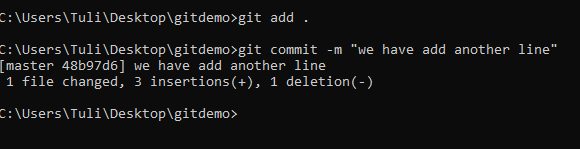 C:\Users\Tuli\Desktop\gitdemo>git add .
C:\Users\Tuli\Desktop\gitdemo>git commit -m "we have add another line"
[master 48b97d6] we have add another line
1 file changed, 3 insertions(+), 1 deletion(-)
C:\Users\Tuli\Desktop\gitdemo>